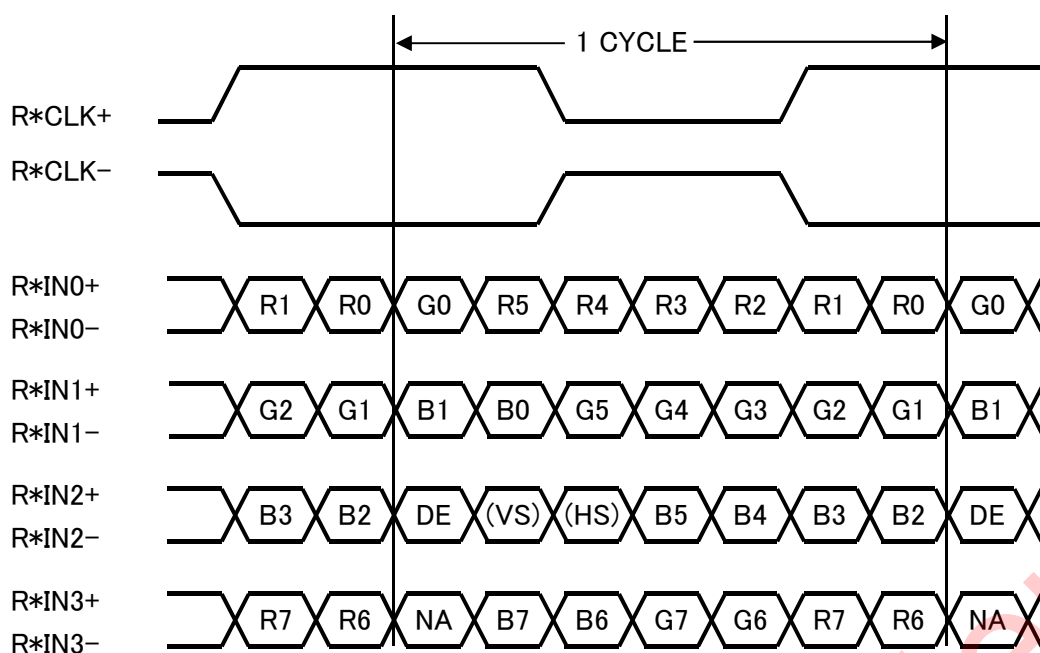 1 CYCLE
R*CLK+
R*CLK-
R*IN0+
R1 R0 G0 R5 R4 R3 R2 R1 R0 G0
R*IN0-
R*IN1+
G2 G1 B1 B0 G5 G4 G3 G2 G1 B1
R*IN1-
R*IN2+
B3 B2 DE (VS) (HS) B5 B4 B3 B2 DE
R*IN2-
R*IN3+
R7 R6 NA B7 B6 G7 G6 R7 R6 NA
R*IN3-